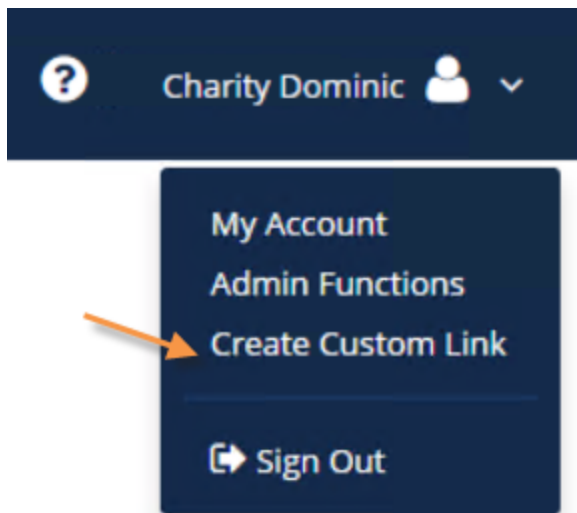 Charity Dominic
My Account
Admin Functions
Create Custom Link
Sign Out